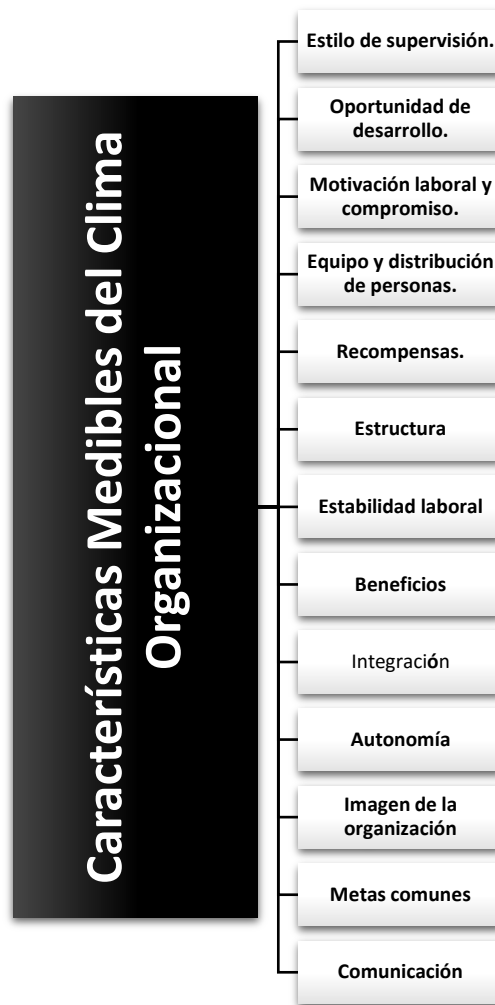 Características Medibles del Clima
Organizacional
Estilo de supervisión.
Oportunidad de
desarrollo.
Motivación laboral y
compromiso.
Equipo y distribución
de personas.
Recompensas.
Estructura
Estabilidad laboral
Beneficios
Integración
Autonomía
Imagen de la
organización
Metas comunes
Comunicación